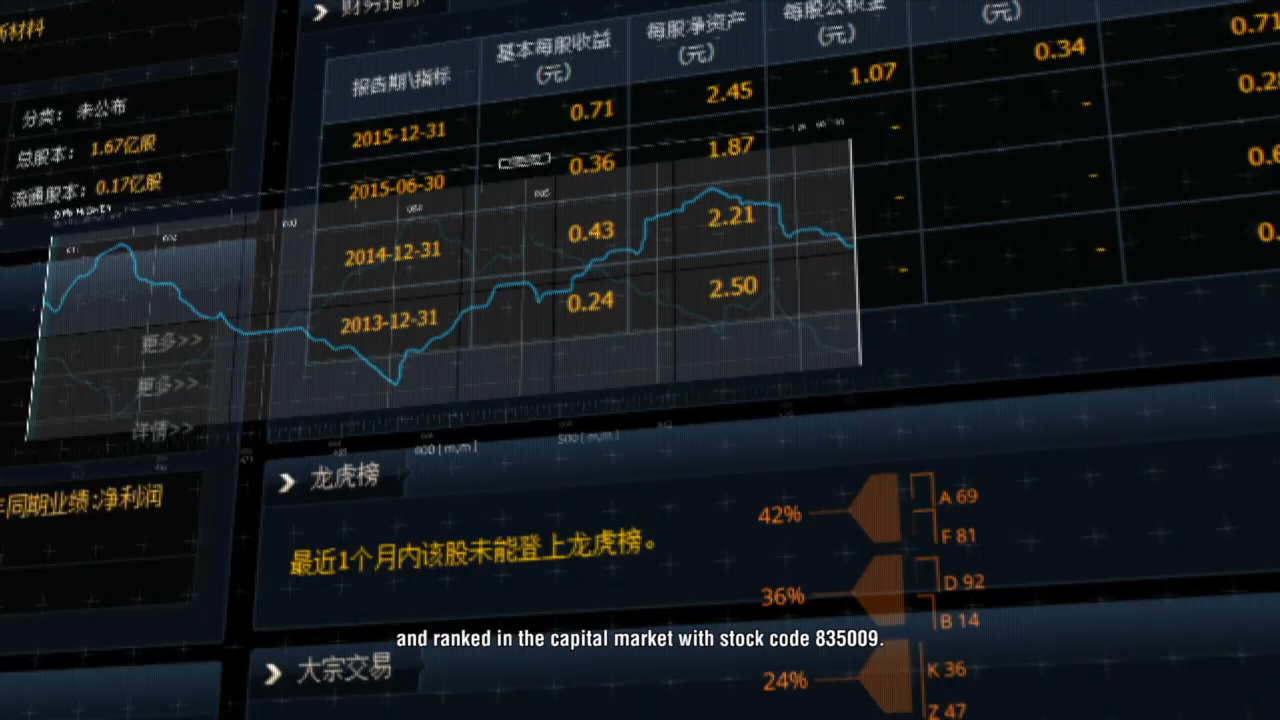 新材料
分类: 未公布
总股本: 1.67亿股
流通股本: 0.17亿股
更多>>
更多>>
详情>>
同期业绩:净利润
财务指标
报告期\指标 基本每股收益(元) 每股净资产(元) 每股公积金(元) (元)
2015-12-31 0.71 2.45 1.07 0.34 0.71
2015-06-30 0.36 1.87 - -
2014-12-31 0.43 2.21 - -
2013-12-31 0.24 2.50 - -
400 [ m,m ]
500 [ m,m ]
龙虎榜
最近1个月内该股未能登上龙虎榜。
42% A 69
F 81
36% D 92
B 14
24% K 36
Z 47
and ranked in the capital market with stock code 835009.
大宗交易